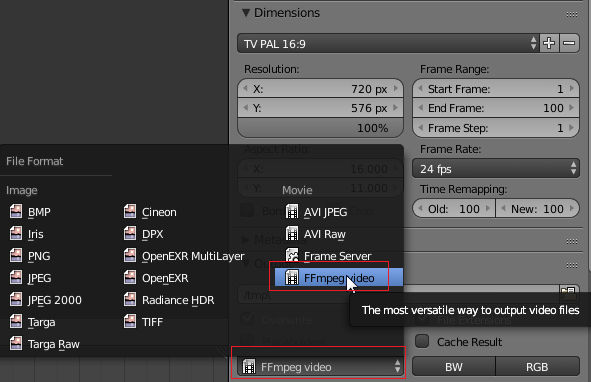 Dimensions
TV PAL 16:9
Resolution:
Frame Range:
X: 720 px
Start Frame: 1
Y: 576 px
End Frame: 100
100%
Frame Step: 1
Aspect Ratio:
Frame Rate:
X: 16.000
24 fps
Y: 11.000
Time Remapping:
Old: 100
New: 100
File Format
Image
Movie
BMP
Cineon
AVI JPEG
Iris
DPX
AVI Raw
PNG
OpenEXR MultiLayer
Frame Server
JPEG
OpenEXR
FFmpeg video
JPEG 2000
Radiance HDR
The most versatile way to output video files
Targa
TIFF
File Extensions
Targa Raw
Cache Result
FFmpeg video
BW
RGB